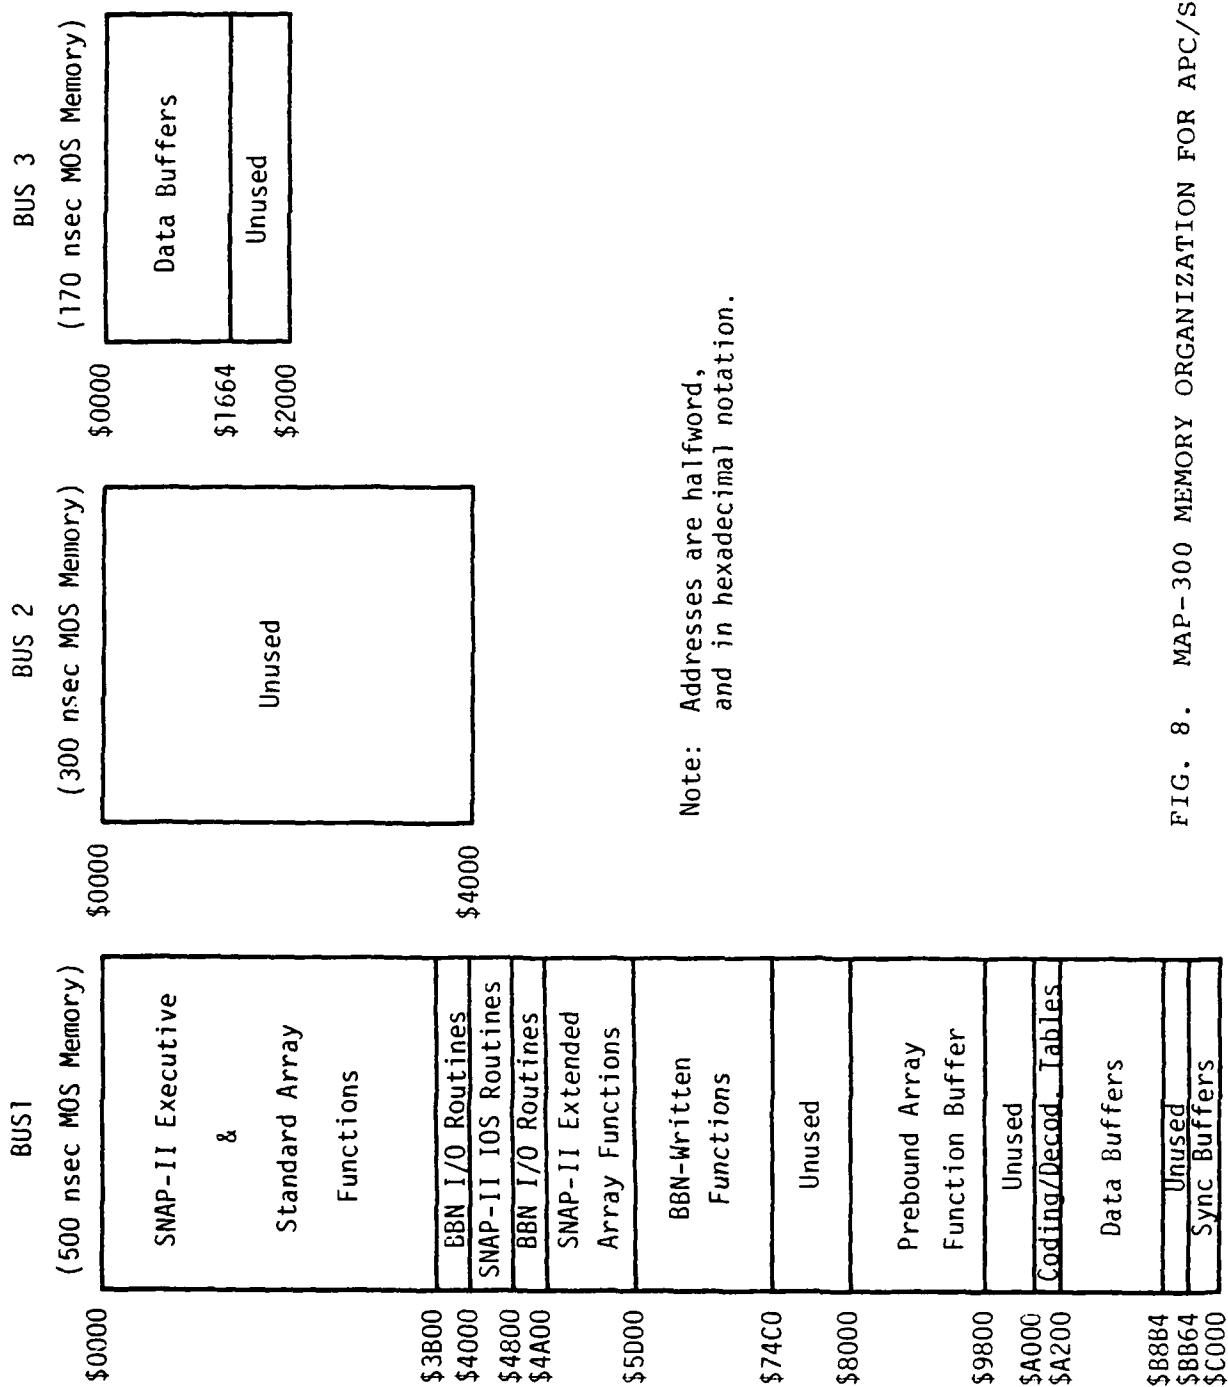 BUS1
(500 nsec MOS Memory)
$0000
SNAP-II Executive
&
Standard Array
Functions
$3B00
BBN I/O Routines
$4000
SNAP-II IOS Routines
$4800
BBN I/O Routines
$4A00
SNAP-II Extended
Array Functions
$5D00
BBN-Written
Functions
$74C0
Unused
$8000
Prebound Array
Function Buffer
$9800
Unused
$A000
Coding/Decod. Tables
$A200
Data Buffers
$B8B4
Unused
$BB64
Sync Buffers
$C000
BUS 2
(300 nsec MOS Memory)
$0000
Unused
$4000
BUS 3
(170 nsec MOS Memory)
$0000
Data Buffers
$1664
Unused
$2000
Note: Addresses are halfword,
and in hexadecimal notation.
FIG. 8. MAP-300 MEMORY ORGANIZATION FOR APC/S